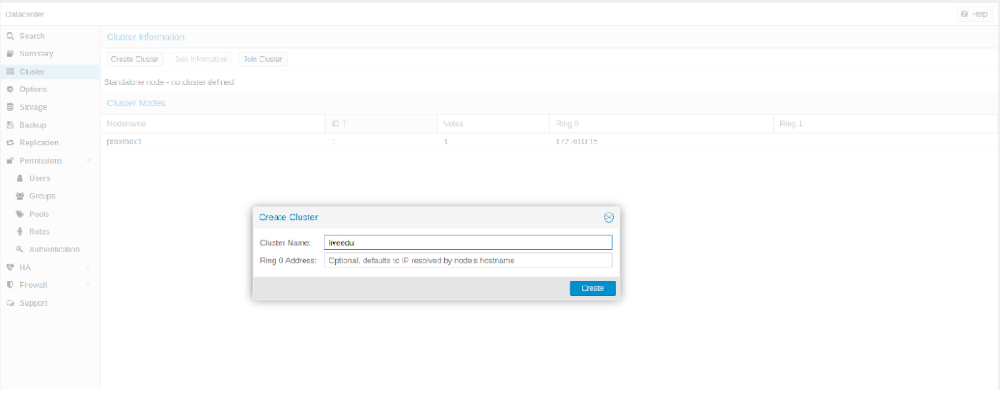 Datacenter
Help
Search
Summary
Cluster
Options
Storage
Backup
Replication
Permissions
Users
Groups
Pools
Roles
Authentication
HA
Firewall
Support
Cluster Information
Create Cluster Join Information Join Cluster
Standalone node - no cluster defined
Cluster Nodes
Nodename ID Votes Ring 0 Ring 1
proxmox1 1 1 172.30.0.15
Create Cluster
Cluster Name: liveedu
Ring 0 Address: Optional, defaults to IP resolved by node's hostname
Create